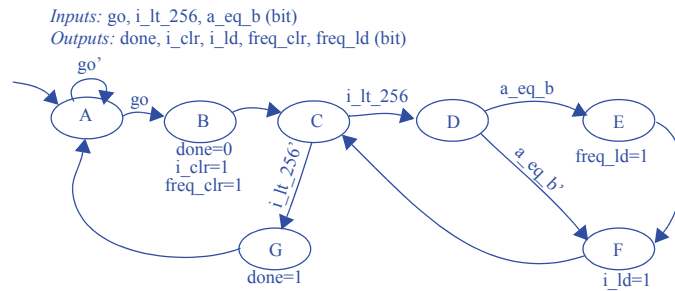 Inputs: go, i_lt_256, a_eq_b (bit)
Outputs: done, i_clr, i_ld, freq_clr, freq_ld (bit)
go’
go
i_lt_256
a_eq_b
A
B
C
D
E
done=0
i_clr=1
freq_clr=1
i_lt_256’
a_eq_b’
freq_ld=1
G
F
done=1
i_ld=1